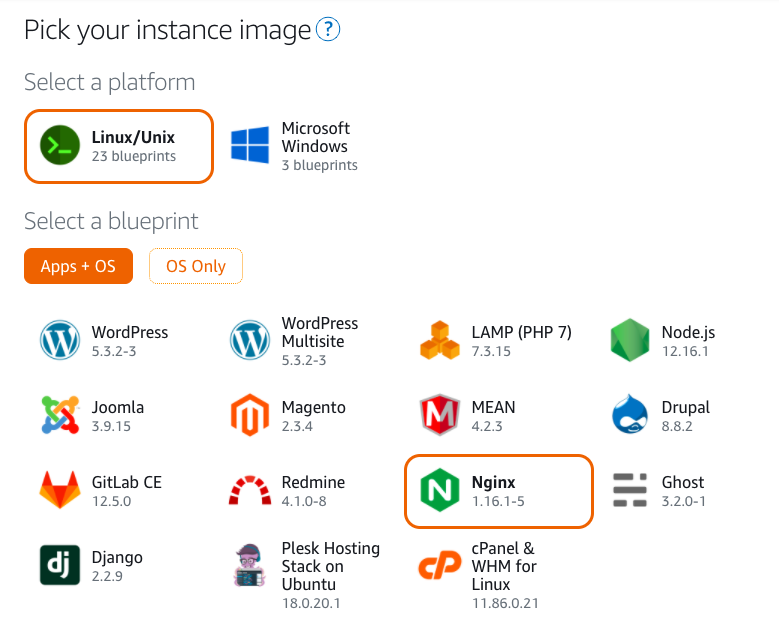 Pick your instance image ?
Select a platform
Linux/Unix
23 blueprints
Microsoft
Windows
3 blueprints
Select a blueprint
Apps + OS
OS Only
WordPress
5.3.2-3
WordPress
Multisite
5.3.2-3
LAMP (PHP 7)
7.3.15
Node.js
12.16.1
Joomla
3.9.15
Magento
2.3.4
MEAN
4.2.3
Drupal
8.8.2
GitLab CE
12.5.0
Redmine
4.1.0-8
N
Nginx
1.16.1-5
Ghost
3.2.0-1
dj
Django
2.2.9
Plesk Hosting
Stack on
Ubuntu
18.0.20.1
cP
cPanel &
WHM for
Linux
11.86.0.21